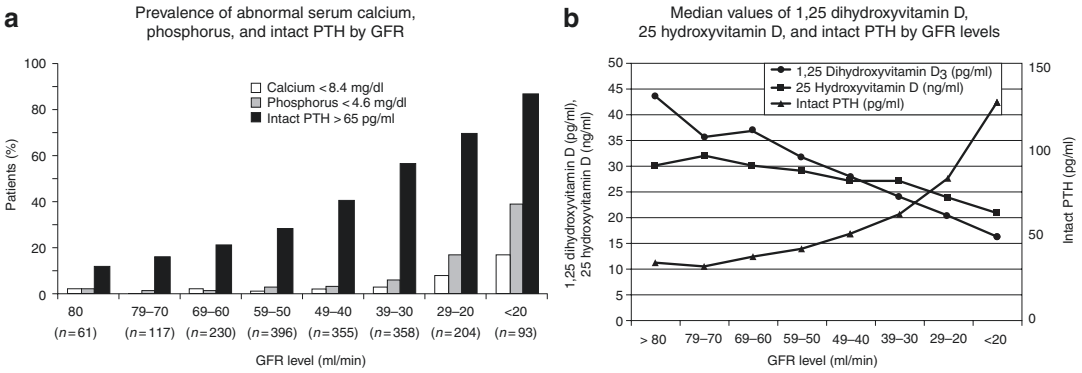 a
Prevalence of abnormal serum calcium,
phosphorus, and intact PTH by GFR
100
80
60
40
20
0
Patients (%)
Calcium <8.4 mg/dl
Phosphorus <4.6 mg/dl
Intact PTH >65 pg/ml
80 79–70 69–60 59–50 49–40 39–30 29–20 <20
(n=61) (n=117) (n=230) (n=396) (n=355) (n=358) (n=204) (n=93)
GFR level (ml/min)
b
Median values of 1,25 dihydroxyvitamin D,
25 hydroxyvitamin D, and intact PTH by GFR levels
50
45
40
35
30
25
20
15
10
5
0
1,25 dihydroxyvitamin D (pg/ml),
25 hydroxyvitamin D (ng/ml)
1,25 Dihydroxyvitamin D3 (pg/ml)
25 Hydroxyvitamin D (ng/ml)
Intact PTH (pg/ml)
150
100
50
0
Intact PTH (pg/ml)
> 80 79–70 69–60 59–50 49–40 39–30 29–20 <20
GFR level (ml/min)